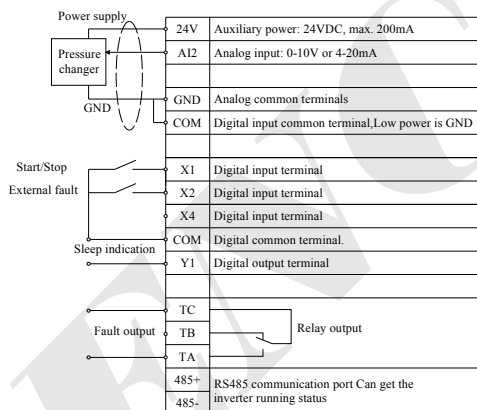 Power supply
24V Auxiliary power: 24VDC, max. 200mA
Pressure changer
AI2 Analog input: 0-10V or 4-20mA
GND
GND Analog common terminals
COM Digital input common terminal,Low power is GND
Start/Stop
X1 Digital input terminal
External fault
X2 Digital input terminal
X4 Digital input terminal
COM Digital common terminal.
Sleep indication
Y1 Digital output terminal
TC
Fault output
TB
Relay output
TA
485+
RS485 communication port Can get the
inverter running status
485-
ENC